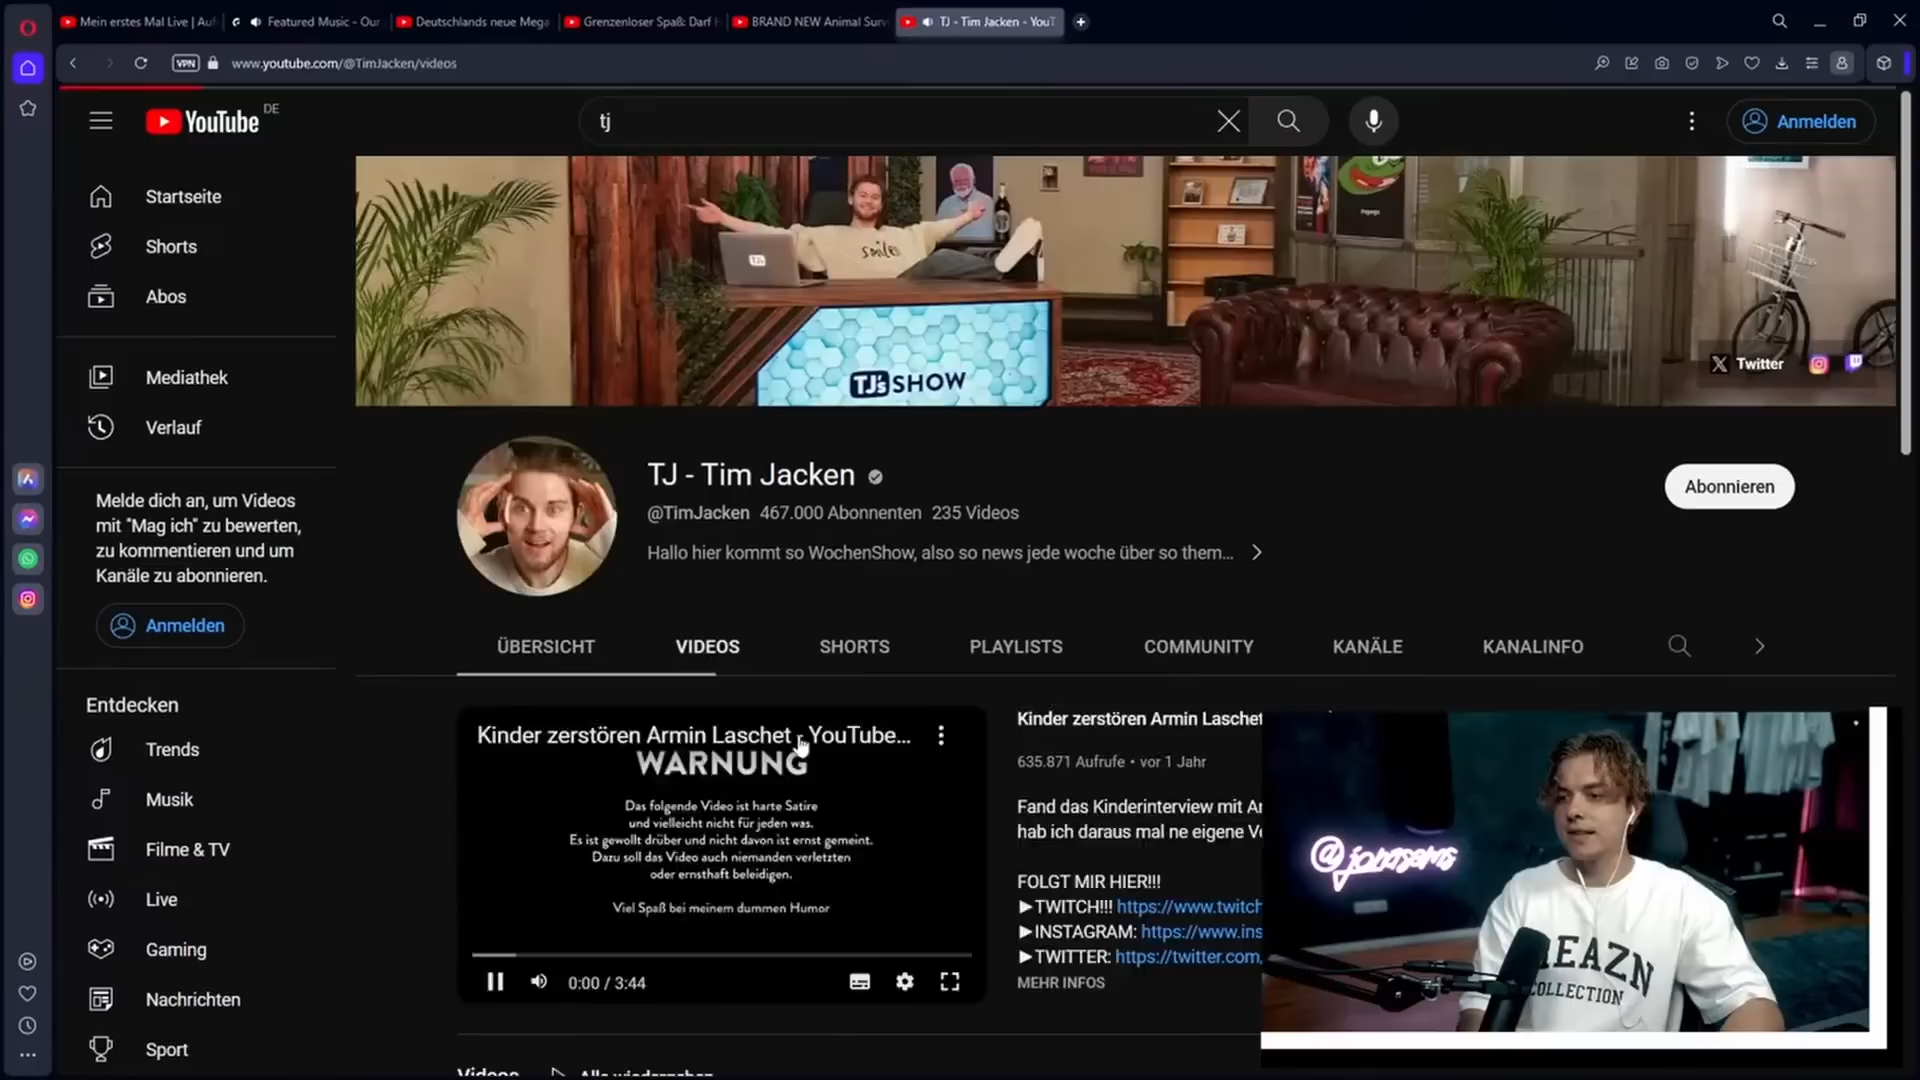 Mein erstes Mal Live | Au
Featured Music - Our
Deutschlands neue Mega
Grenzenloser Spaß: Darf
BRAND NEW Animal Surv
TJ - Tim Jacken - YouT
VPN
www.youtube.com/@TimJacken/videos
YouTube DE
tj
Anmelden
Startseite
Shorts
Abos
Mediathek
Verlauf
Melde dich an, um Videos
mit "Mag ich" zu bewerten,
zu kommentieren und um
Kanäle zu abonnieren.
Anmelden
Entdecken
Trends
Musik
Filme & TV
Live
Gaming
Nachrichten
Sport
smile
TJ's
TJ's SHOW
Twitter
TJ - Tim Jacken
@TimJacken 467.000 Abonnenten 235 Videos
Hallo hier kommt so WochenShow, also so news jede woche über so them...
Abonnieren
ÜBERSICHT
VIDEOS
SHORTS
PLAYLISTS
COMMUNITY
KANÄLE
KANALINFO
Kinder zerstören Armin Laschet - YouTube...
WARNUNG
Das folgende Video ist harte Satire
und vielleicht nicht für jeden was.
Es ist gewollt drüber und nicht davon ist ernst gemeint.
Dazu soll das Video auch niemanden verletzten
oder ernsthaft beleidigen.
Viel Spaß bei meinem dummen Humor
0:00 / 3:44
Kinder zerstören Armin Laschet
635.871 Aufrufe • vor 1 Jahr
Fand das Kinderinterview mit Ar
hab ich daraus mal ne eigene Ve
FOLGT MIR HIER!!!
►TWITCH!!! https://www.twitch
►INSTAGRAM: https://www.ins
►TWITTER: https://twitter.com,
MEHR INFOS
Videos
Alle wiedergeben
EAZN
COLLECTION